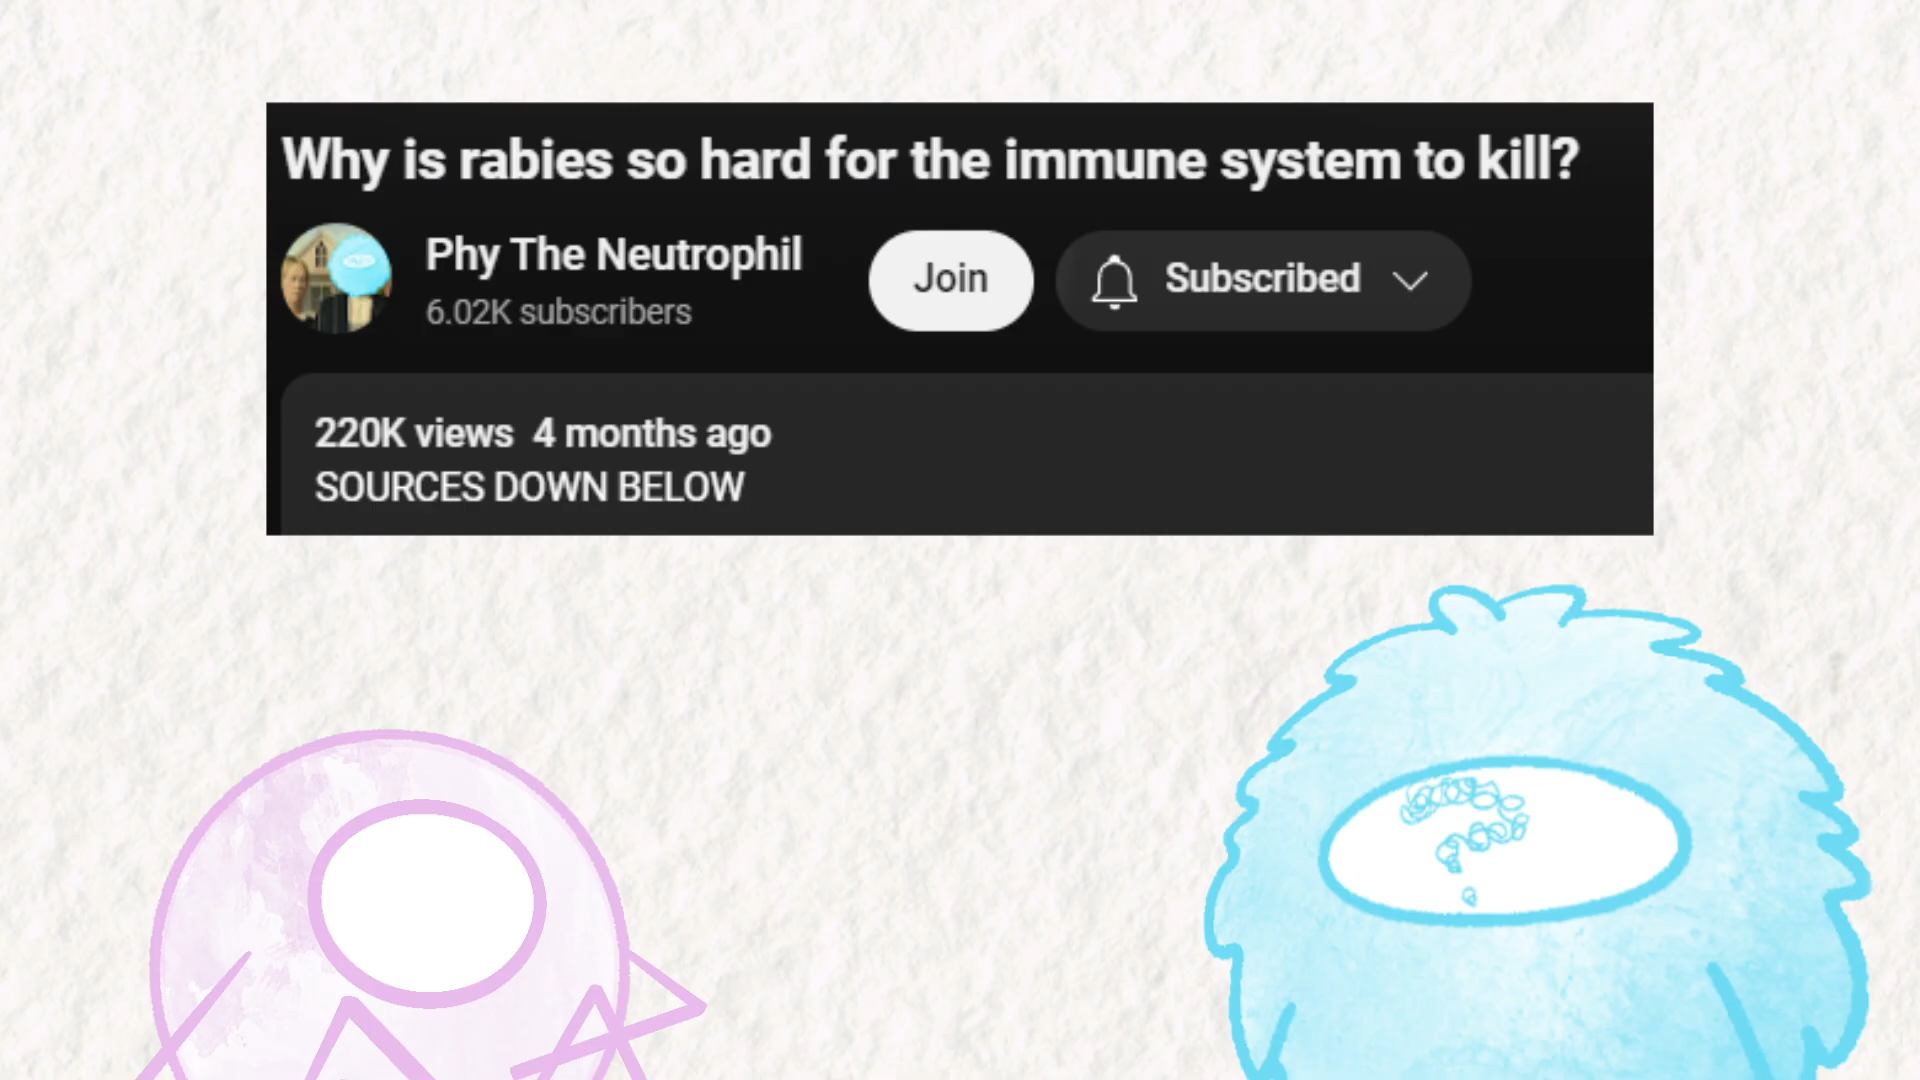 Why is rabies so hard for the immune system to kill?
Phy The Neutrophil
6.02K subscribers
Join
Subscribed
220K views 4 months ago
SOURCES DOWN BELOW